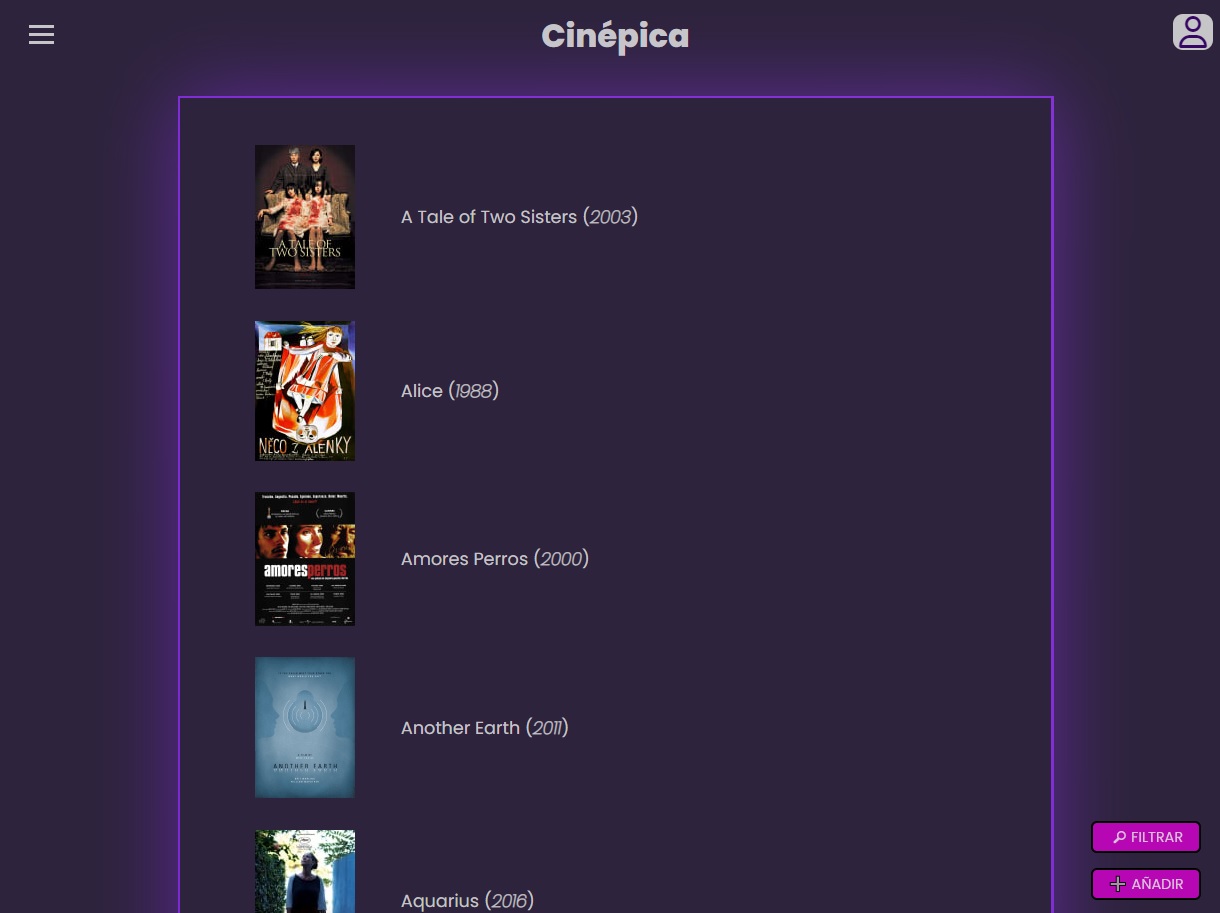 Cinépica
A TALE OF
TWO SISTERS
A Tale of Two Sisters (2003)
NĚCO Z ALENKY
Alice (1988)
amoresperros
Amores Perros (2000)
ANOTHER EARTH
Another Earth (2011)
Aquarius (2016)
FILTRAR
AÑADIR